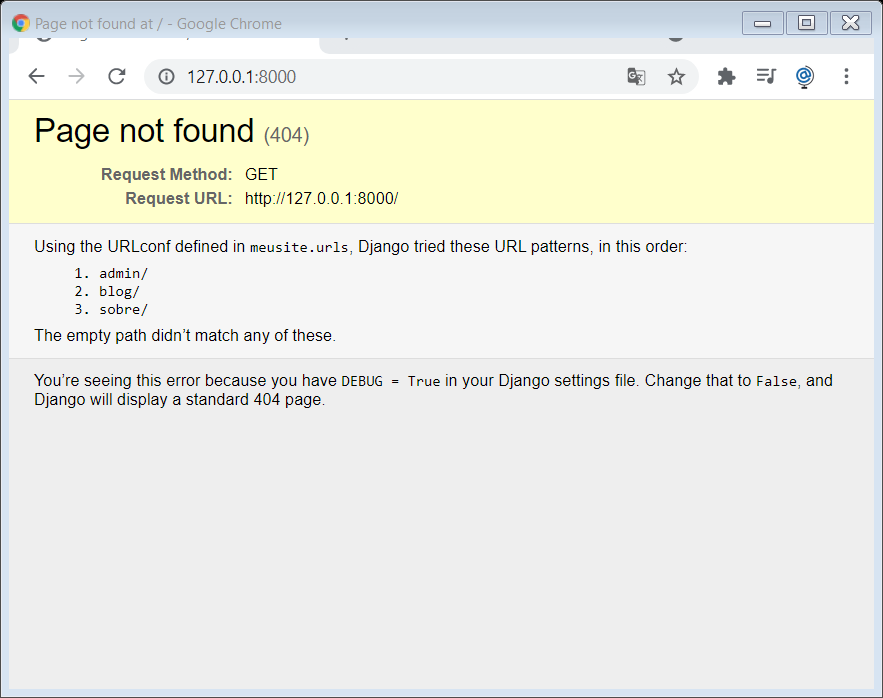 Page not found at / - Google Chrome
127.0.0.1:8000
Page not found (404)
Request Method: GET
Request URL: http://127.0.0.1:8000/
Using the URLconf defined in meusite.urls, Django tried these URL patterns, in this order:
1. admin/
2. blog/
3. sobre/
The empty path didn’t match any of these.
You’re seeing this error because you have DEBUG = True in your Django settings file. Change that to False, and
Django will display a standard 404 page.